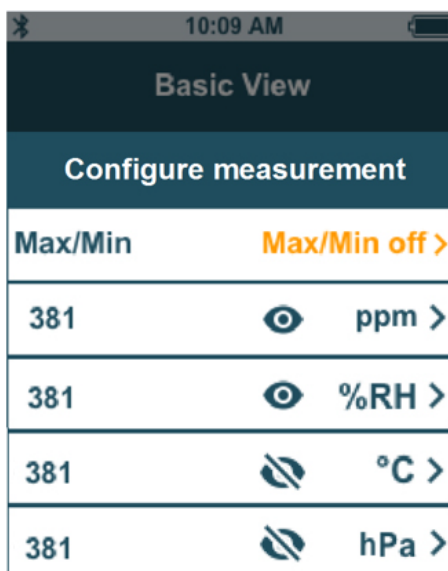 10:09 AM
Basic View
Configure measurement
Max/Min Max/Min off >
381 ppm >
381 %RH >
381 °C >
381 hPa >